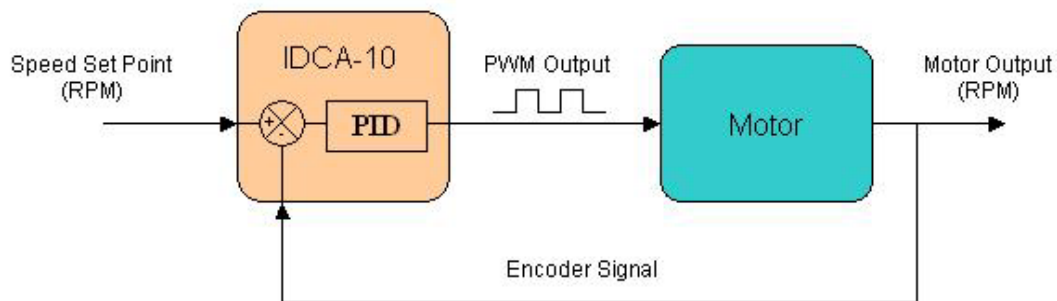 Speed Set Point
(RPM)
IDCA-10
+
-
PID
PWM Output
Motor
Motor Output
(RPM)
Encoder Signal